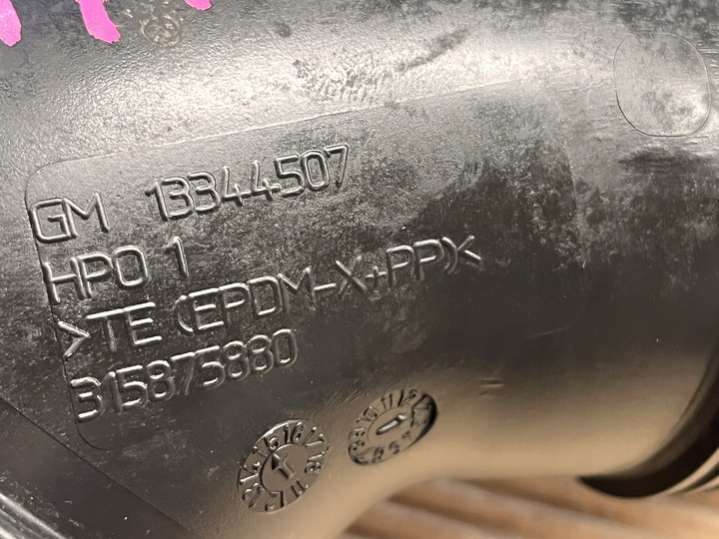 GM 13344507
HPO 1
>TE (EPDM-X+PP)<
315875880